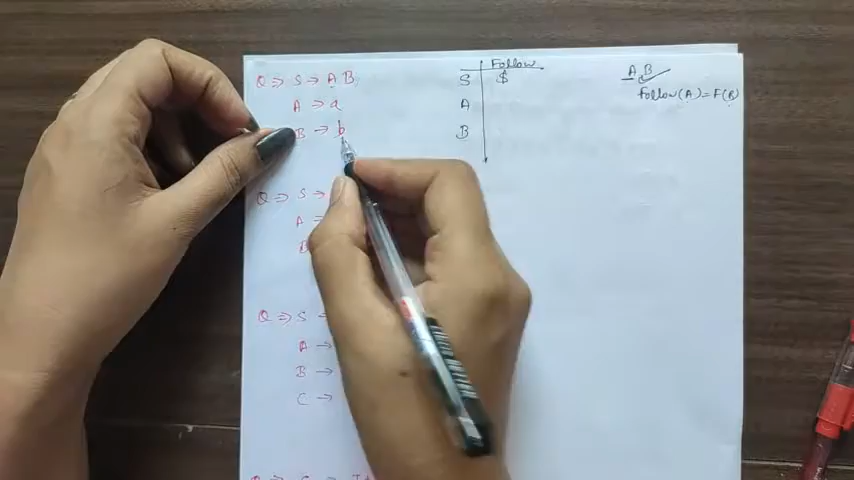 Q ⇒ S → A B
A → a
B → b
Follow
S $
A
B
A B
Follow(A) = F(B)
Q ⇒ S →
A →
B
Q ⇒ S →
A →
B →
C →
Q ⇒ S →